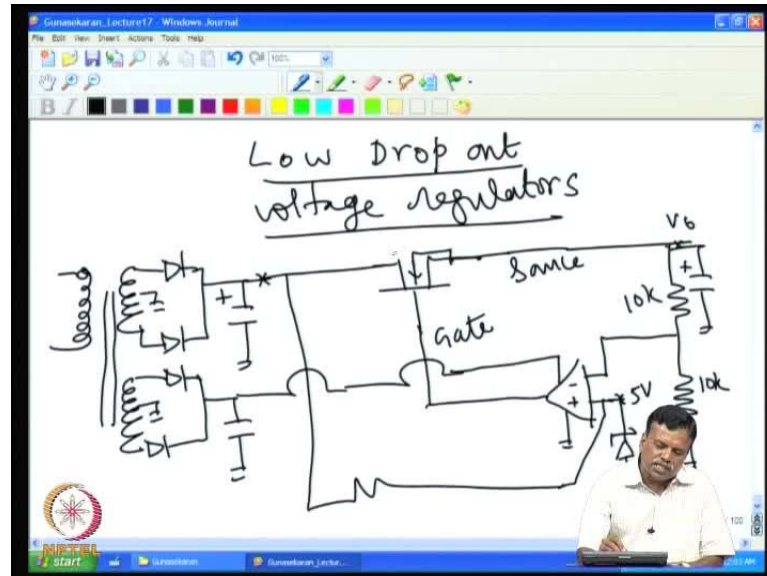 Gunasekaran_Lecture17 - Windows Journal
File Edit View Insert Actions Tools Help
100%
B I
Low Drop out
voltage regulators
V0
Source
10k
Gate
-
+
5V
10k
+
+
NPTEL
start
Gunasekaran
Gunasekaran_Lectur...